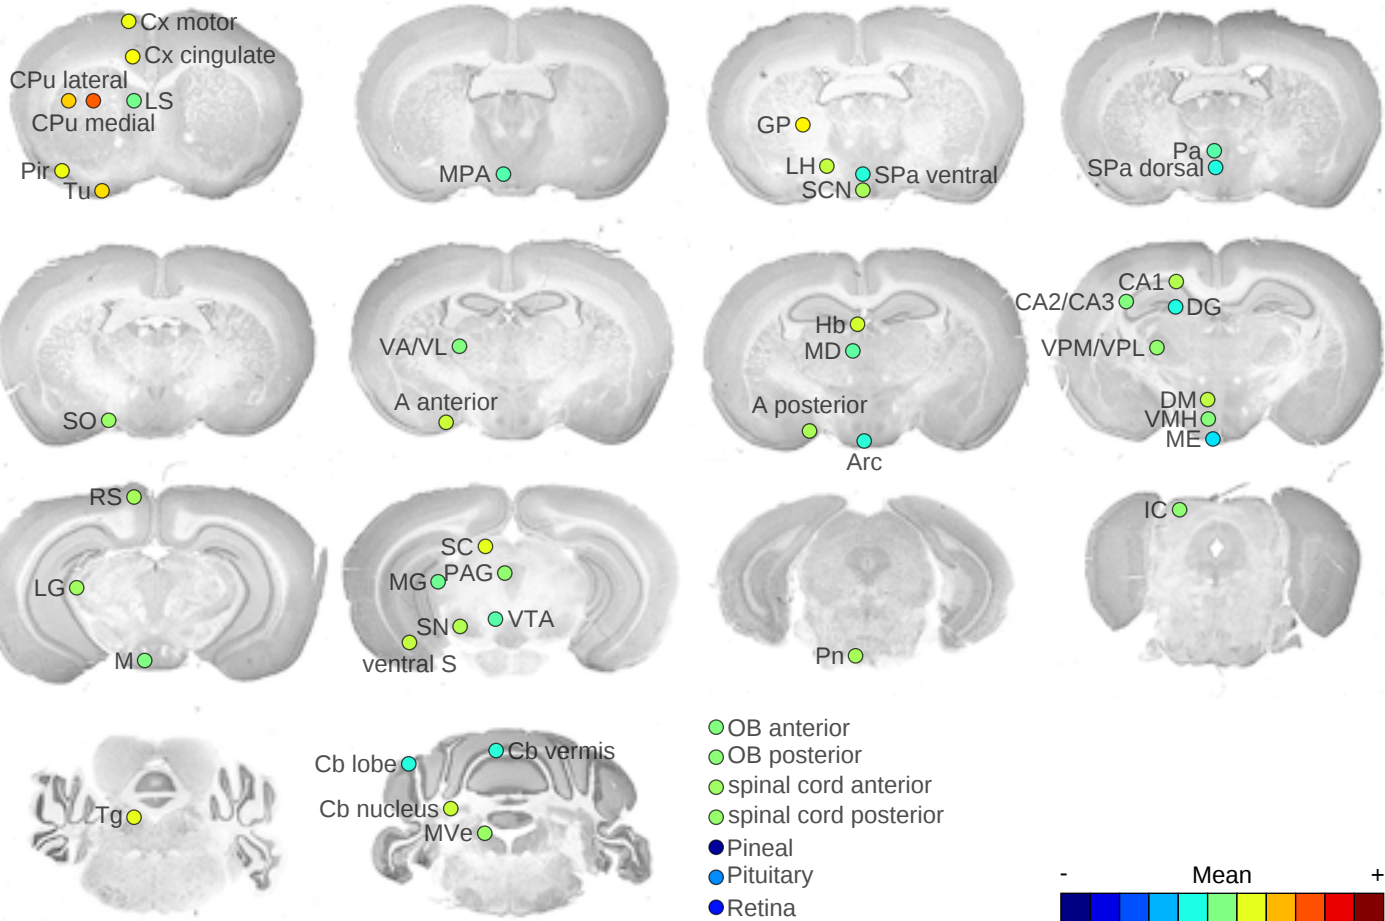 Cx motor
Cx cingulate
CPu lateral
LS
CPu medial
Pir
Tu
MPA
GP
LH
SPa ventral
SCN
Pa
SPa dorsal
SO
VA/VL
A anterior
Hb
MD
A posterior
Arc
CA1
CA2/CA3
DG
VPM/VPL
DM
VMH
ME
RS
LG
M
SC
MG
PAG
SN
VTA
ventral S
Pn
IC
Tg
Cb lobe
Cb vermis
Cb nucleus
MVe
OB anterior
OB posterior
spinal cord anterior
spinal cord posterior
Pineal
Pituitary
Retina
- Mean +